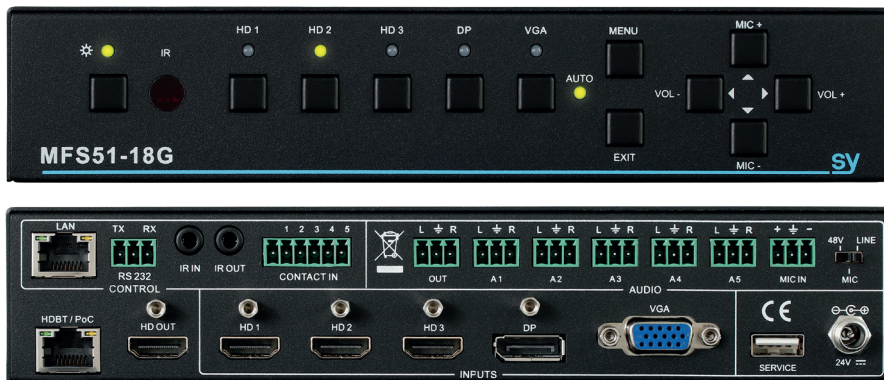 HD 1 HD 2 HD 3 DP VGA MENU MIC +
IR
AUTO
VOL - VOL +
MFS51-18G
EXIT MIC -
sy
LAN TX RX 1 2 3 4 5 L R L R L R L R L R L R + -
48V LINE
IR IN IR OUT
RS 232 CONTACT IN OUT A1 A2 A3 A4 A5 MIC IN MIC
CONTROL AUDIO
HDBT / PoC HD OUT HD 1 HD 2 HD 3 DP VGA CE
SERVICE 24V
INPUTS